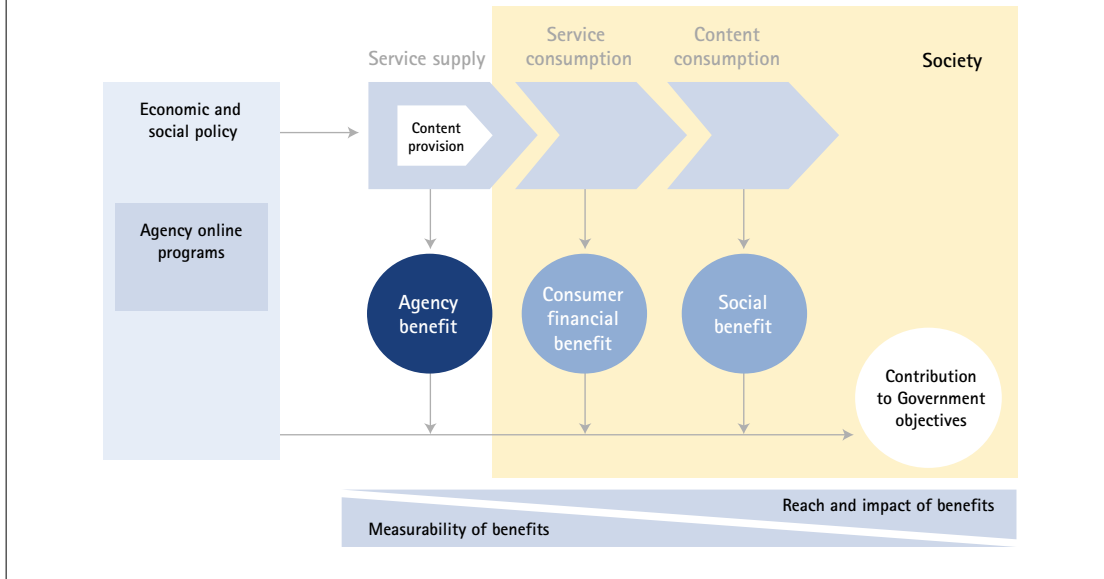 Service supply
Service
consumption
Content
consumption
Society
Economic and
social policy
Content
provision
Agency online
programs
Agency
benefit
Consumer
financial
benefit
Social
benefit
Contribution
to Government
objectives
Reach and impact of benefits
Measurability of benefits